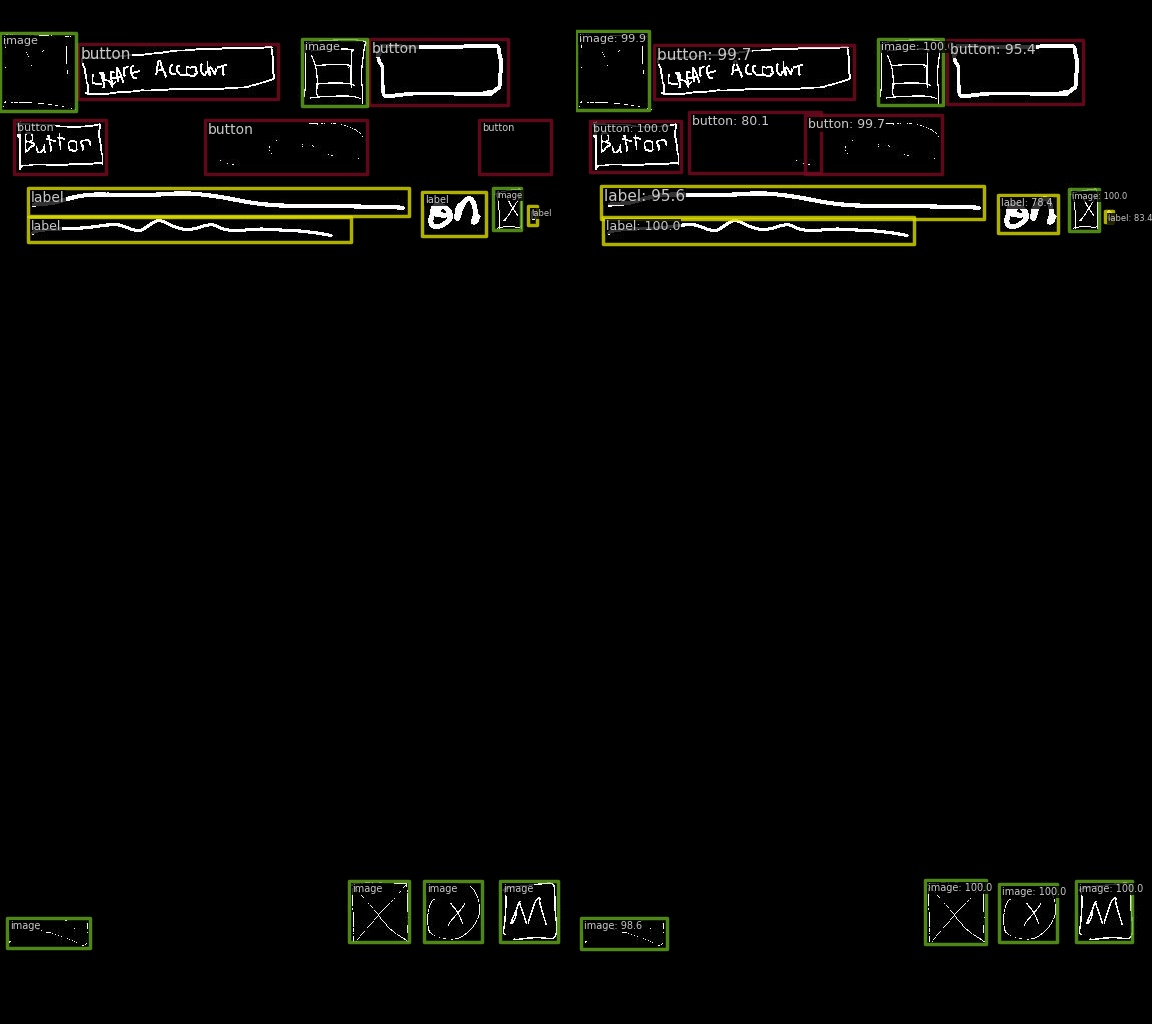 image button CREATE ACCOUNT image button image: 99.9 button: 99.7 CREATE ACCOUNT image: 100. button: 95.4
button Button button button button: 100.0 Button button: 80.1 button: 99.7
label label image label label: 95.6 label: 78.4 image: 100.0 label: 83.4
label label: 100.0
image image image M image: 100.0 image: 100.0 image: 100.0 M
image image: 98.6